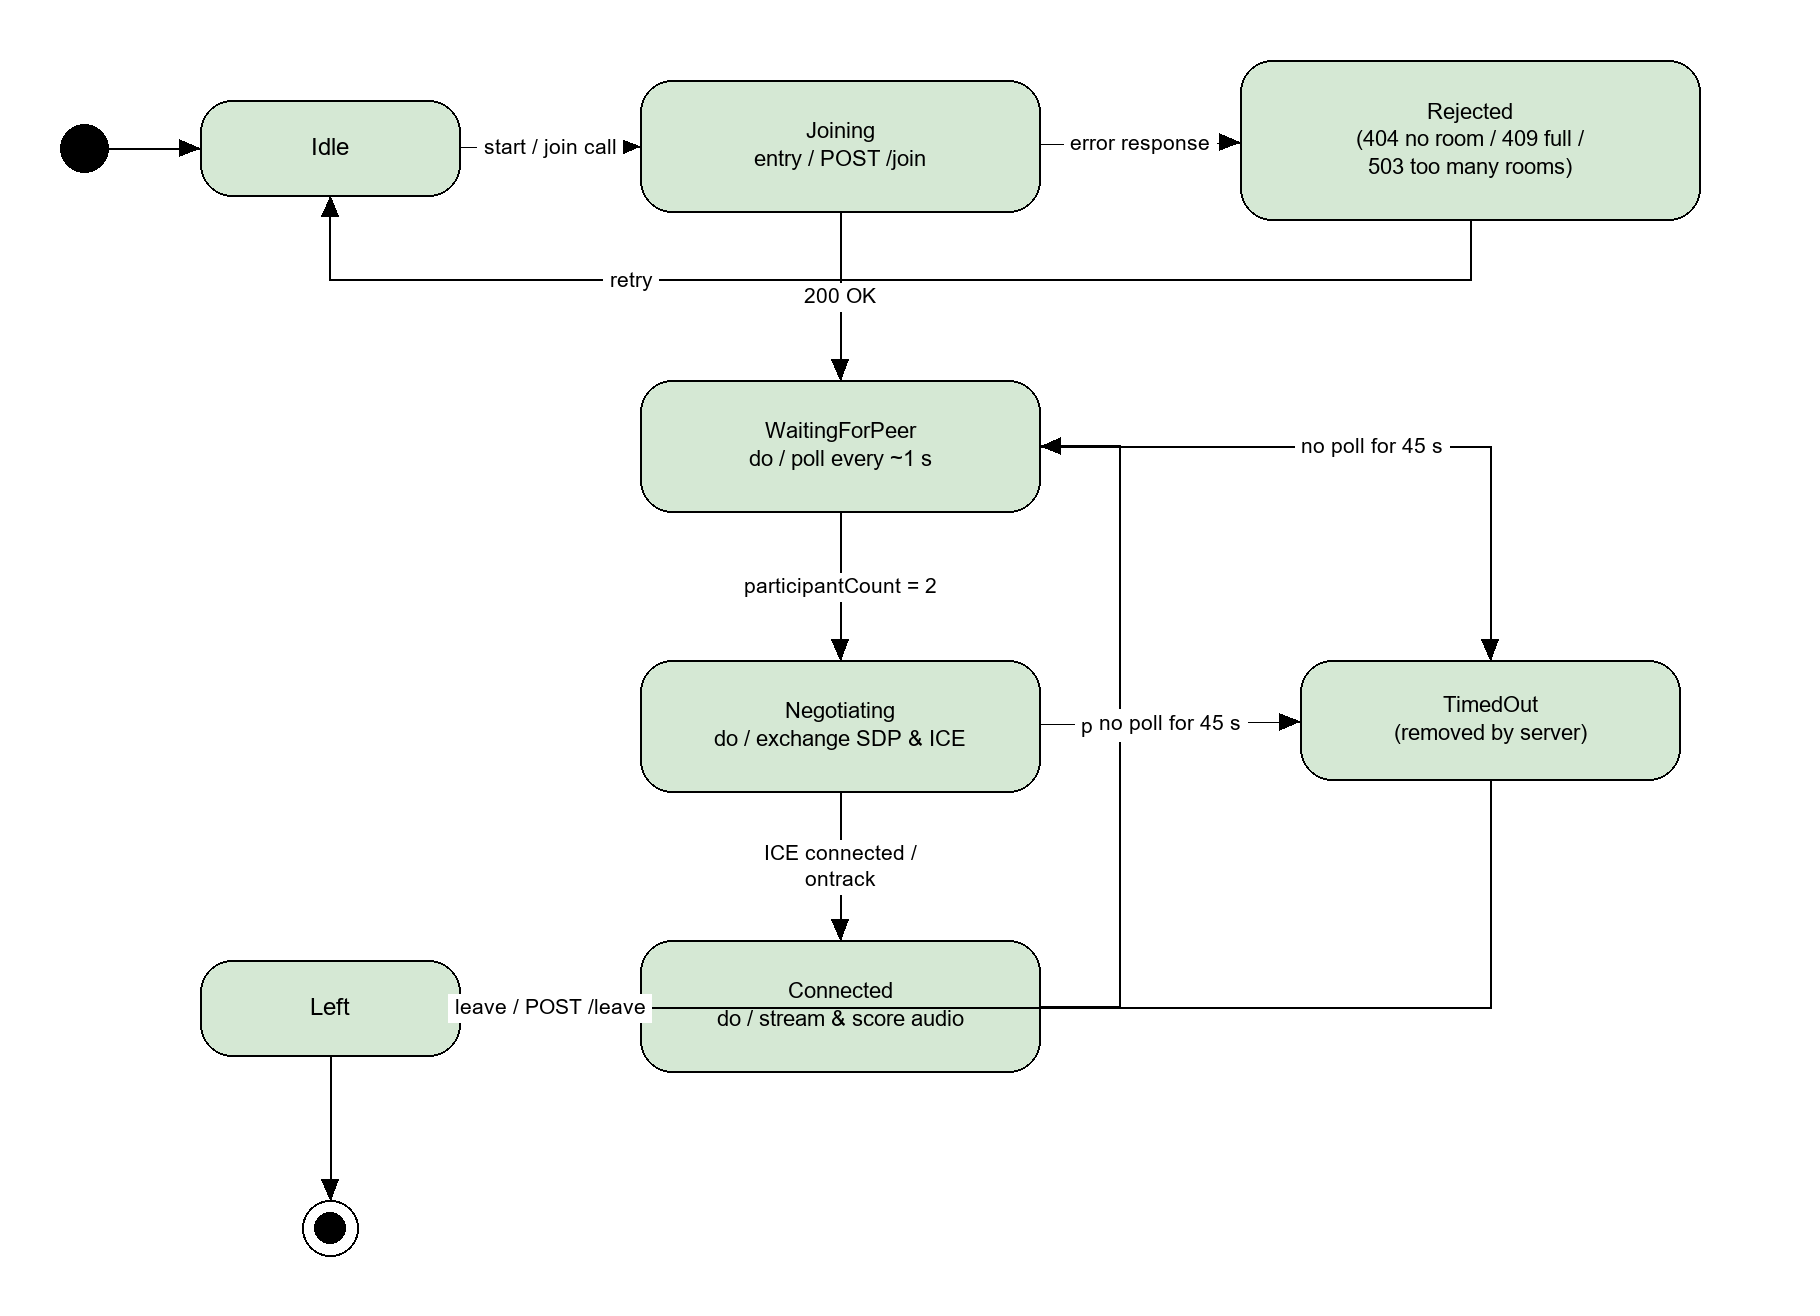 Idle
start / join call
Joining
entry / POST /join
error response
Rejected
(404 no room / 409 full /
503 too many rooms)
retry
200 OK
WaitingForPeer
do / poll every ~1 s
no poll for 45 s
participantCount = 2
Negotiating
do / exchange SDP & ICE
p
no poll for 45 s
TimedOut
(removed by server)
ICE connected /
ontrack
Left
leave / POST /leave
Connected
do / stream & score audio